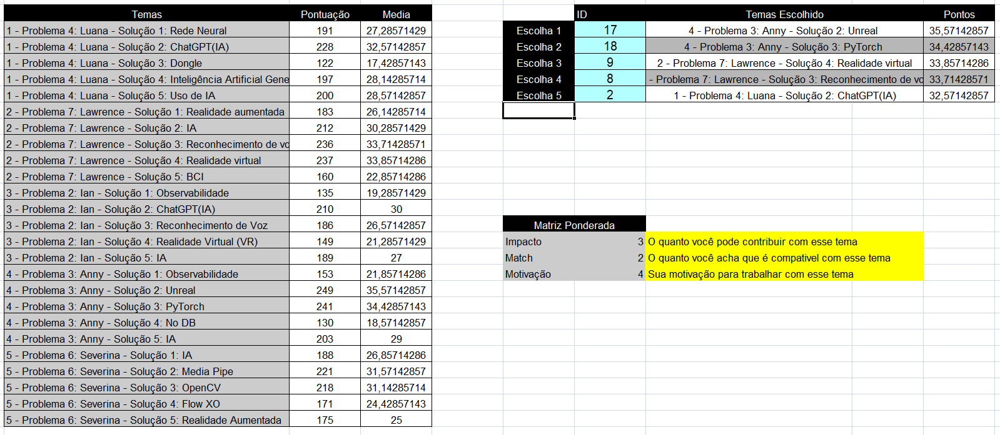 Temas Pontuação Media
1 - Problema 4: Luana - Solução 1: Rede Neural 191 27,28571429
1 - Problema 4: Luana - Solução 2: ChatGPT(IA) 228 32,57142857
1 - Problema 4: Luana - Solução 3: Dongle 122 17,42857143
1 - Problema 4: Luana - Solução 4: Inteligência Artificial Gene 197 28,14285714
1 - Problema 4: Luana - Solução 5: Uso de IA 200 28,57142857
2 - Problema 7: Lawrence - Solução 1: Realidade aumentada 183 26,14285714
2 - Problema 7: Lawrence - Solução 2: IA 212 30,28571429
2 - Problema 7: Lawrence - Solução 3: Reconhecimento de vo 236 33,71428571
2 - Problema 7: Lawrence - Solução 4: Realidade virtual 237 33,85714286
2 - Problema 7: Lawrence - Solução 5: BCI 160 22,85714286
3 - Problema 2: Ian - Solução 1: Observabilidade 135 19,28571429
3 - Problema 2: Ian - Solução 2: ChatGPT(IA) 210 30
3 - Problema 2: Ian - Solução 3: Reconhecimento de Voz 186 26,57142857
3 - Problema 2: Ian - Solução 4: Realidade Virtual (VR) 149 21,28571429
3 - Problema 2: Ian - Solução 5: IA 189 27
4 - Problema 3: Anny - Solução 1: Observabilidade 153 21,85714286
4 - Problema 3: Anny - Solução 2: Unreal 249 35,57142857
4 - Problema 3: Anny - Solução 3: PyTorch 241 34,42857143
4 - Problema 3: Anny - Solução 4: No DB 130 18,57142857
4 - Problema 3: Anny - Solução 5: IA 203 29
5 - Problema 6: Severina - Solução 1: IA 188 26,85714286
5 - Problema 6: Severina - Solução 2: Media Pipe 221 31,57142857
5 - Problema 6: Severina - Solução 3: OpenCV 218 31,14285714
5 - Problema 6: Severina - Solução 4: Flow XO 171 24,42857143
5 - Problema 6: Severina - Solução 5: Realidade Aumentada 175 25
ID Temas Escolhido Pontos
Escolha 1 17 4 - Problema 3: Anny - Solução 2: Unreal 35,57142857
Escolha 2 18 4 - Problema 3: Anny - Solução 3: PyTorch 34,42857143
Escolha 3 9 2 - Problema 7: Lawrence - Solução 4: Realidade virtual 33,85714286
Escolha 4 8 - Problema 7: Lawrence - Solução 3: Reconhecimento de vo 33,71428571
Escolha 5 2 1 - Problema 4: Luana - Solução 2: ChatGPT(IA) 32,57142857
Matriz Ponderada
Impacto 3 O quanto você pode contribuir com esse tema
Match 2 O quanto você acha que é compativel com esse tema
Motivação 4 Sua motivação para trabalhar com esse tema